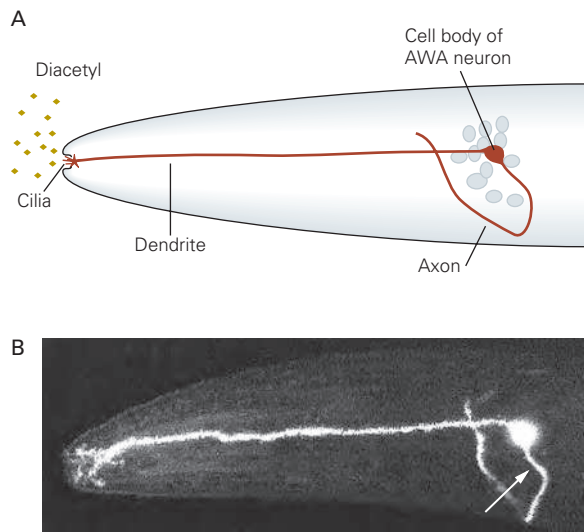 A
Diacetyl
Cell body of
AWA neuron
Cilia
Dendrite
Axon
B